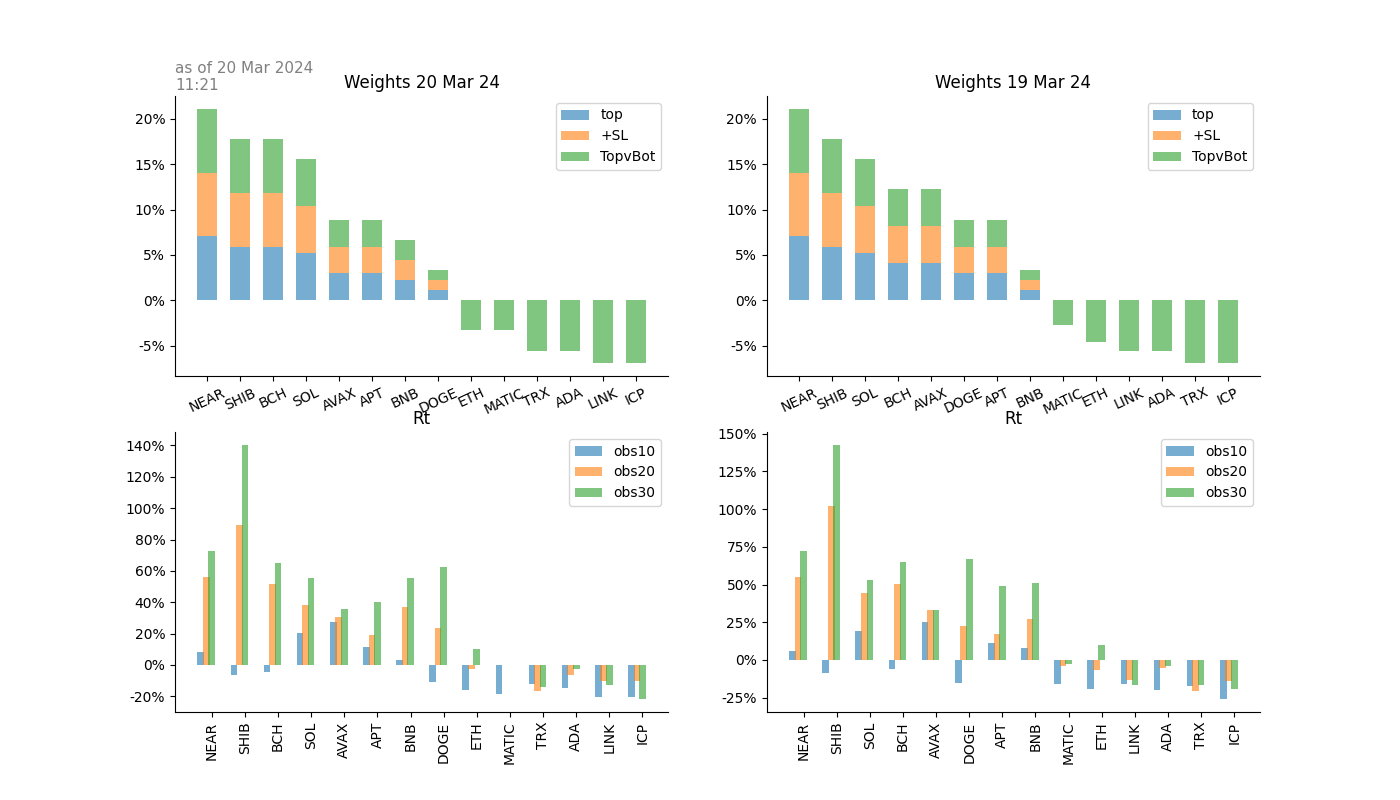 as of 20 Mar 2024
11:21
Weights 20 Mar 24
20%
15%
10%
5%
0%
-5%
top
+SL
TopvBot
NEAR SHIB BCH SOL AVAX APT BNB DOGE ETH MATIC TRX ADA LINK ICP
Weights 19 Mar 24
20%
15%
10%
5%
0%
-5%
top
+SL
TopvBot
NEAR SHIB SOL BCH AVAX DOGE APT BNB MATIC ETH LINK ADA TRX ICP
Rt
140%
120%
100%
80%
60%
40%
20%
0%
-20%
obs10
obs20
obs30
NEAR SHIB BCH SOL AVAX APT BNB DOGE ETH MATIC TRX ADA LINK ICP
Rt
150%
125%
100%
75%
50%
25%
0%
-25%
obs10
obs20
obs30
NEAR SHIB SOL BCH AVAX DOGE APT BNB MATIC ETH LINK ADA TRX ICP